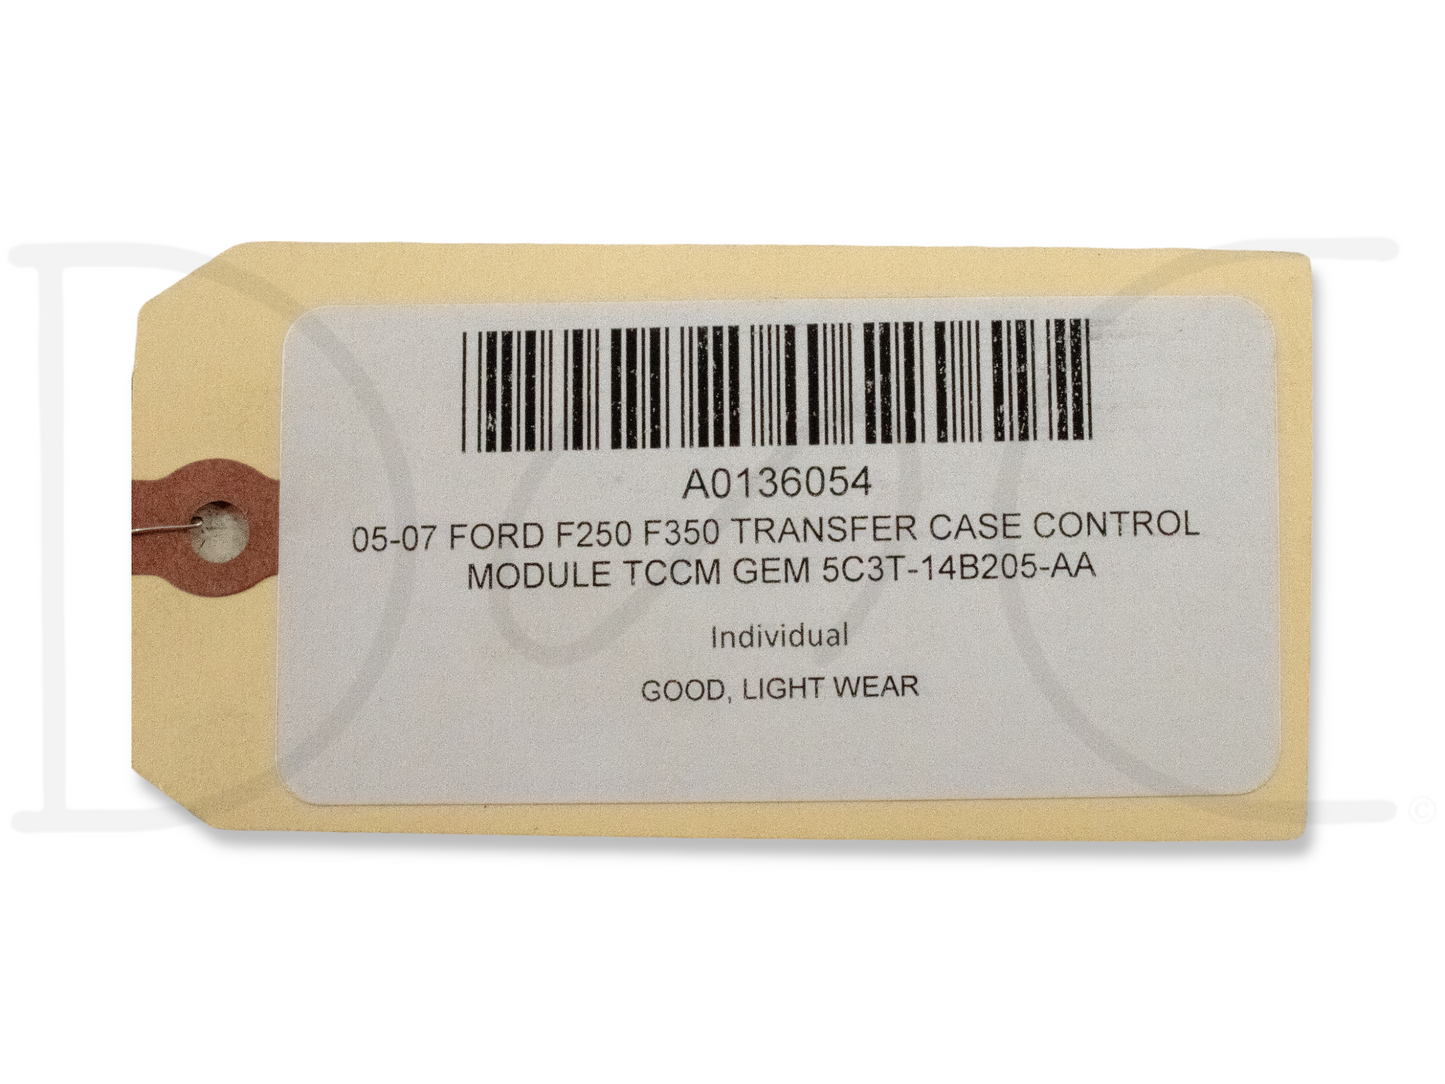 A0136054
05-07 FORD F250 F350 TRANSFER CASE CONTROL
MODULE TCCM GEM 5C3T-14B205-AA
Individual
GOOD, LIGHT WEAR